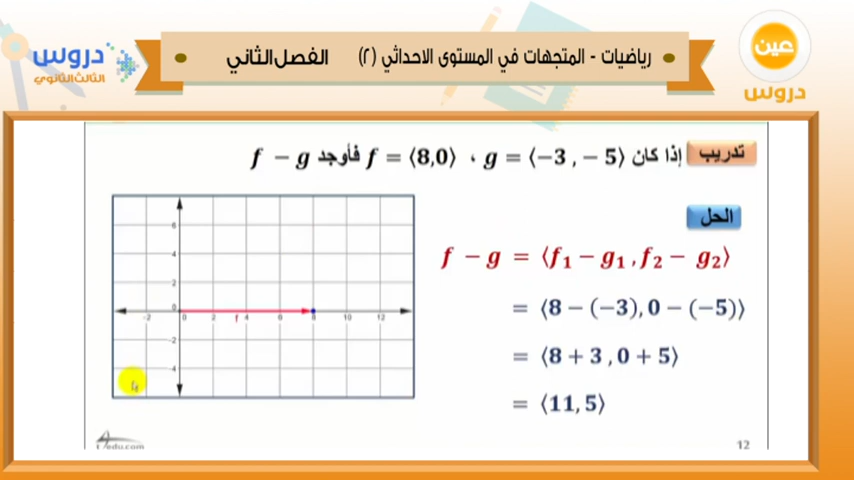 دروس
الثالث الثانوي
رياضيات - المتجهات في المستوى الاحداثي (٢) الفصل الثاني
عين
دروس
تدريب إذا كان g = ⟨−3 , − 5⟩ ، f = ⟨8,0⟩ فأوجد f − g
الحل
f − g = ⟨f₁ − g₁ , f₂ − g₂⟩
= ⟨8 − (−3), 0 − (−5)⟩
= ⟨8 + 3 , 0 + 5⟩
= ⟨11, 5⟩
6
4
2
0
-2 0 2 4 6 8 10 12
f
-2
-4
12